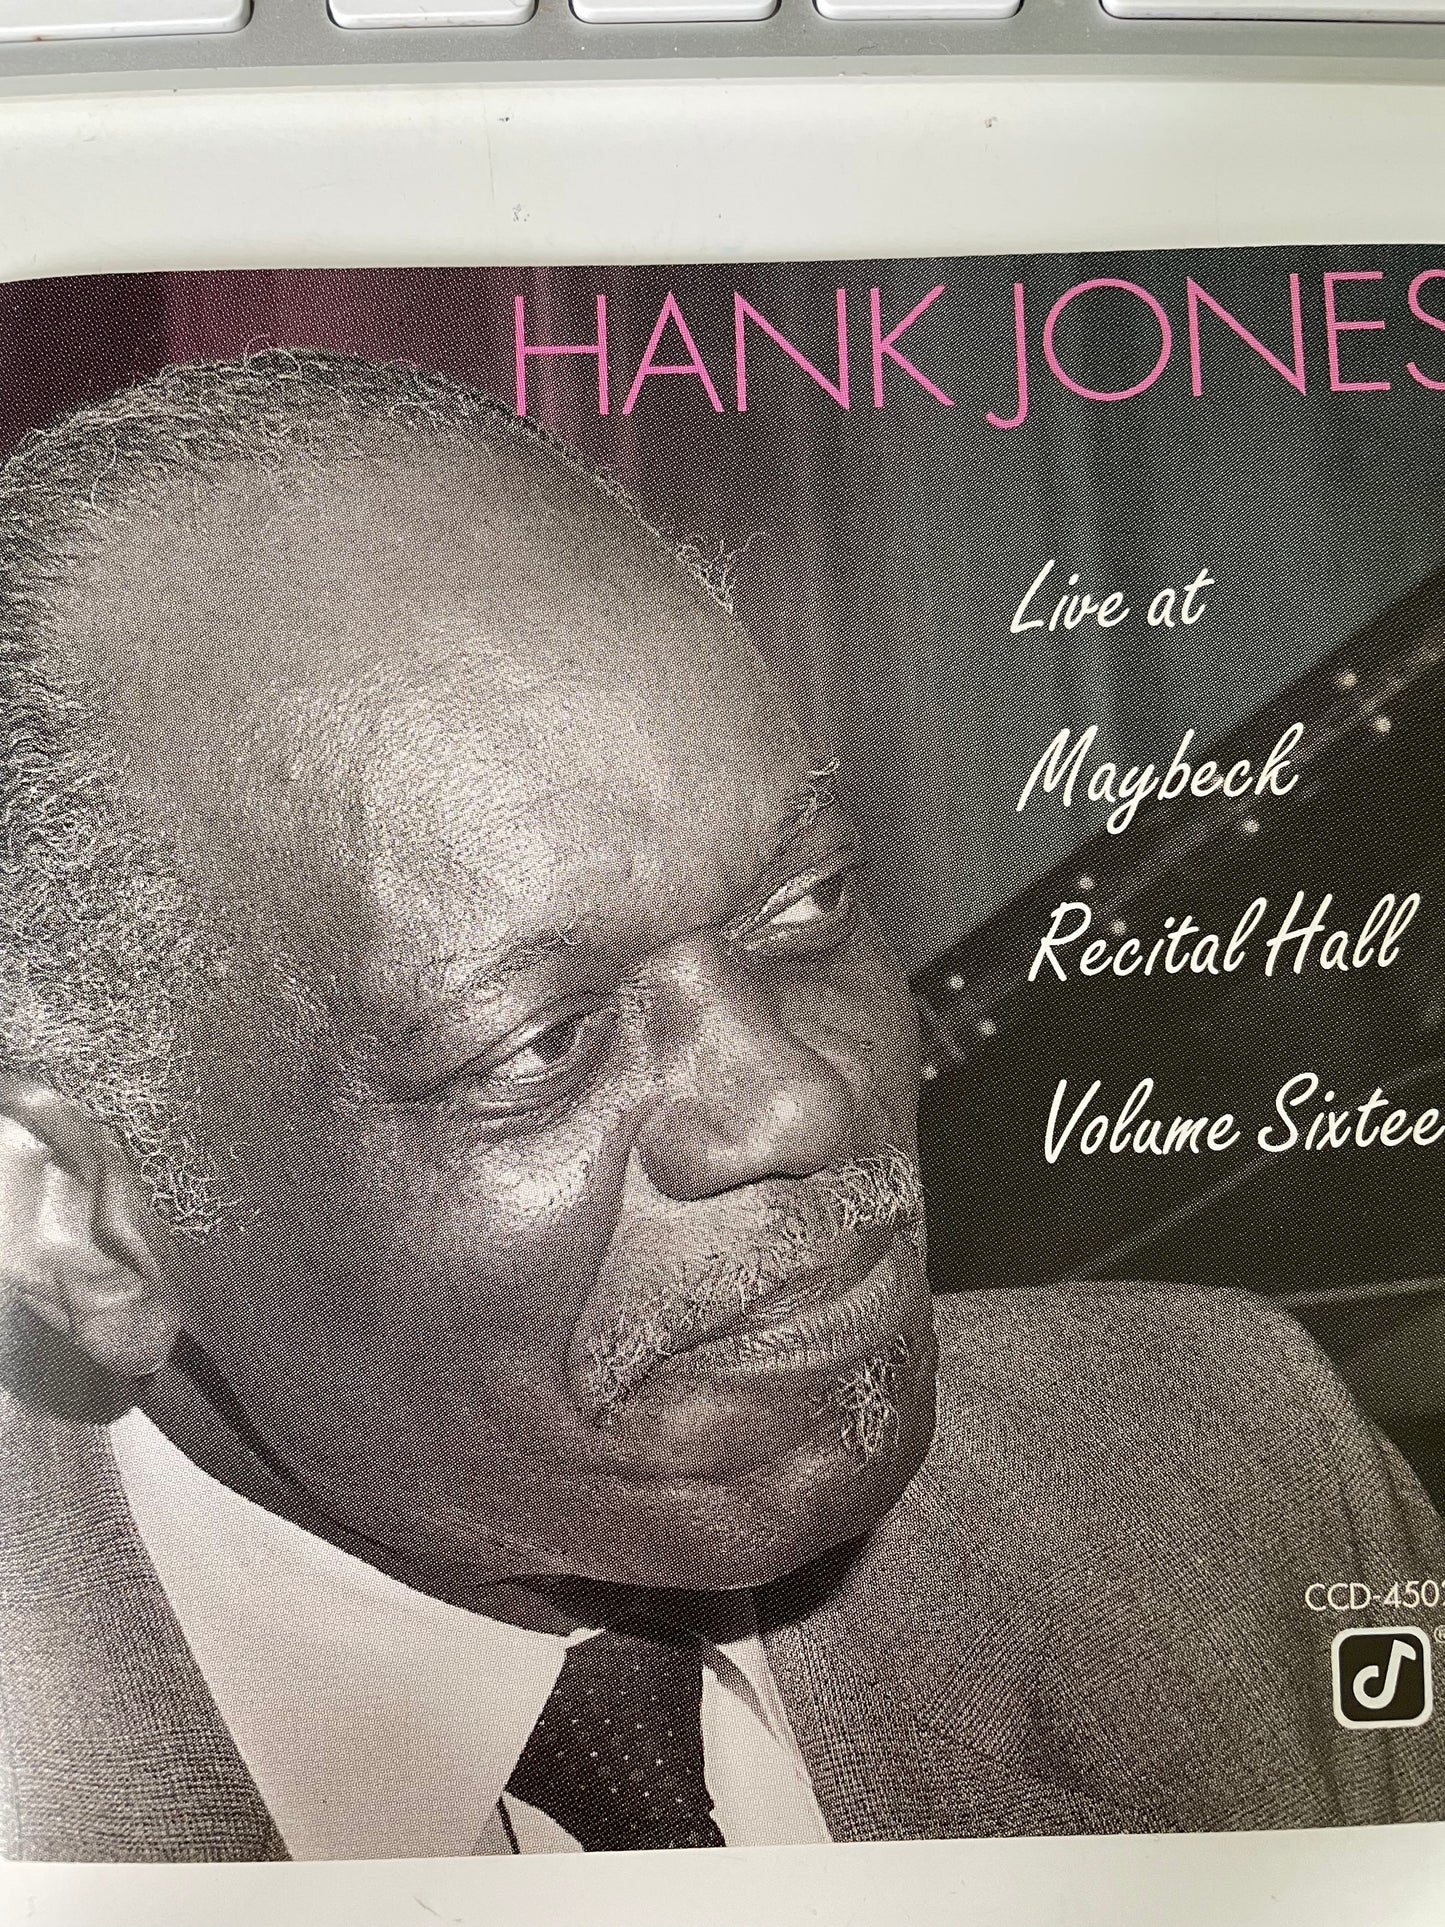 HANK JONES
Live at
Maybeck
Recital Hall
Volume Sixtee
CCD-450
®